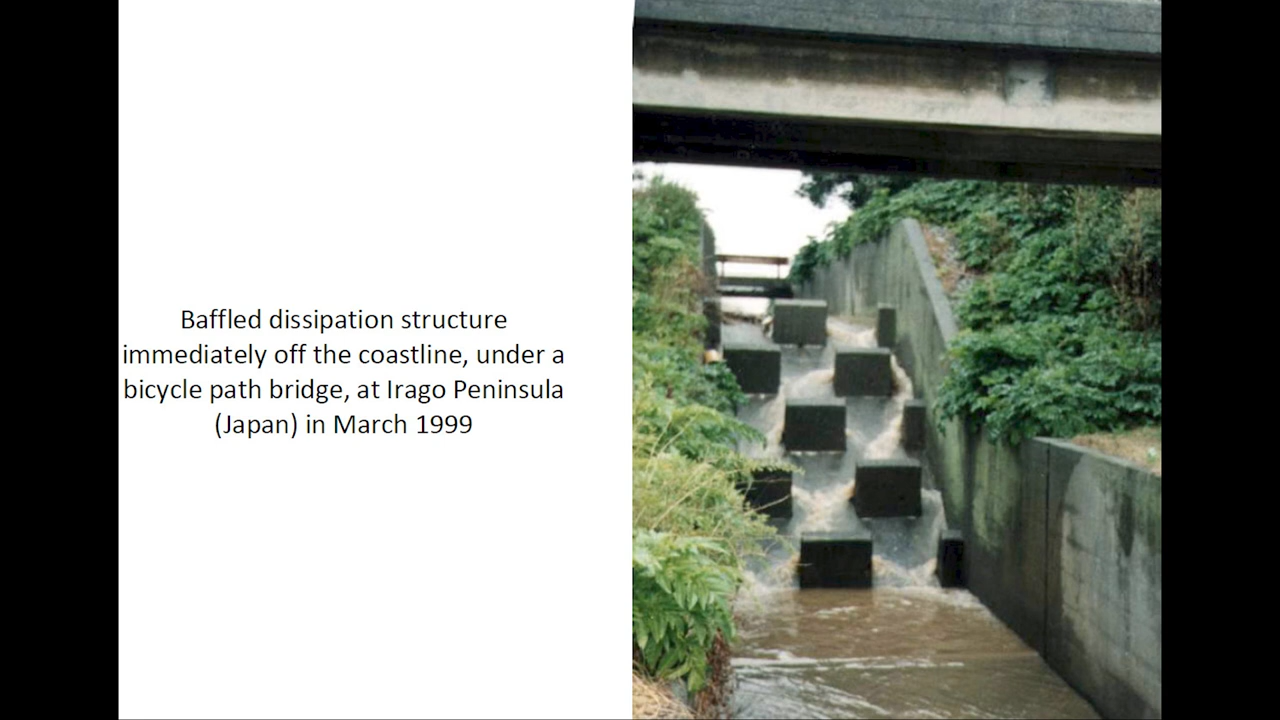 Baffled dissipation structure
immediately off the coastline, under a
bicycle path bridge, at Irago Peninsula
(Japan) in March 1999